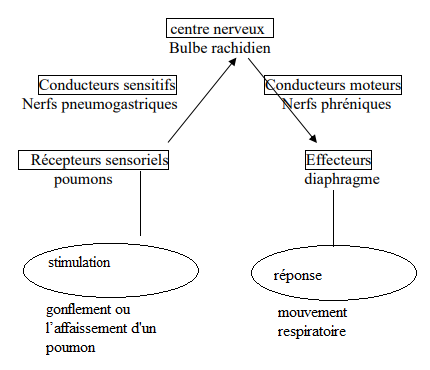 centre nerveux
Bulbe rachidien
Conducteurs sensitifs
Nerfs pneumogastriques
Conducteurs moteurs
Nerfs phréniques
Récepteurs sensoriels
poumons
Effecteurs
diaphragme
stimulation
réponse
gonflement ou
l'affaissement d'un
poumon
mouvement
respiratoire